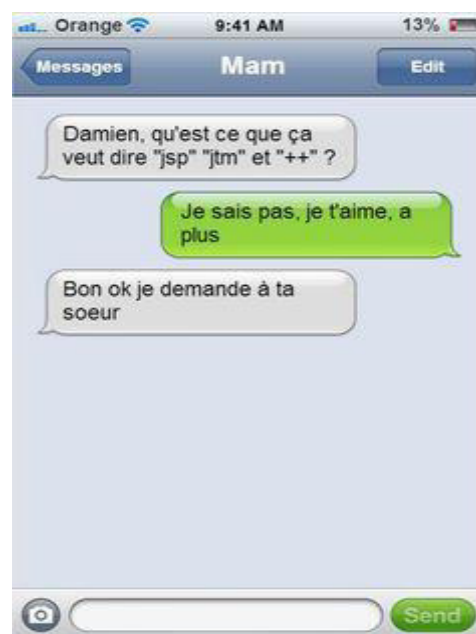 Orange 9:41 AM 13%
Messages Mam Edit
Damien, qu'est ce que ça
veut dire "jsp" "jtm" et "++" ?
Je sais pas, je t'aime, a
plus
Bon ok je demande à ta
soeur
Send